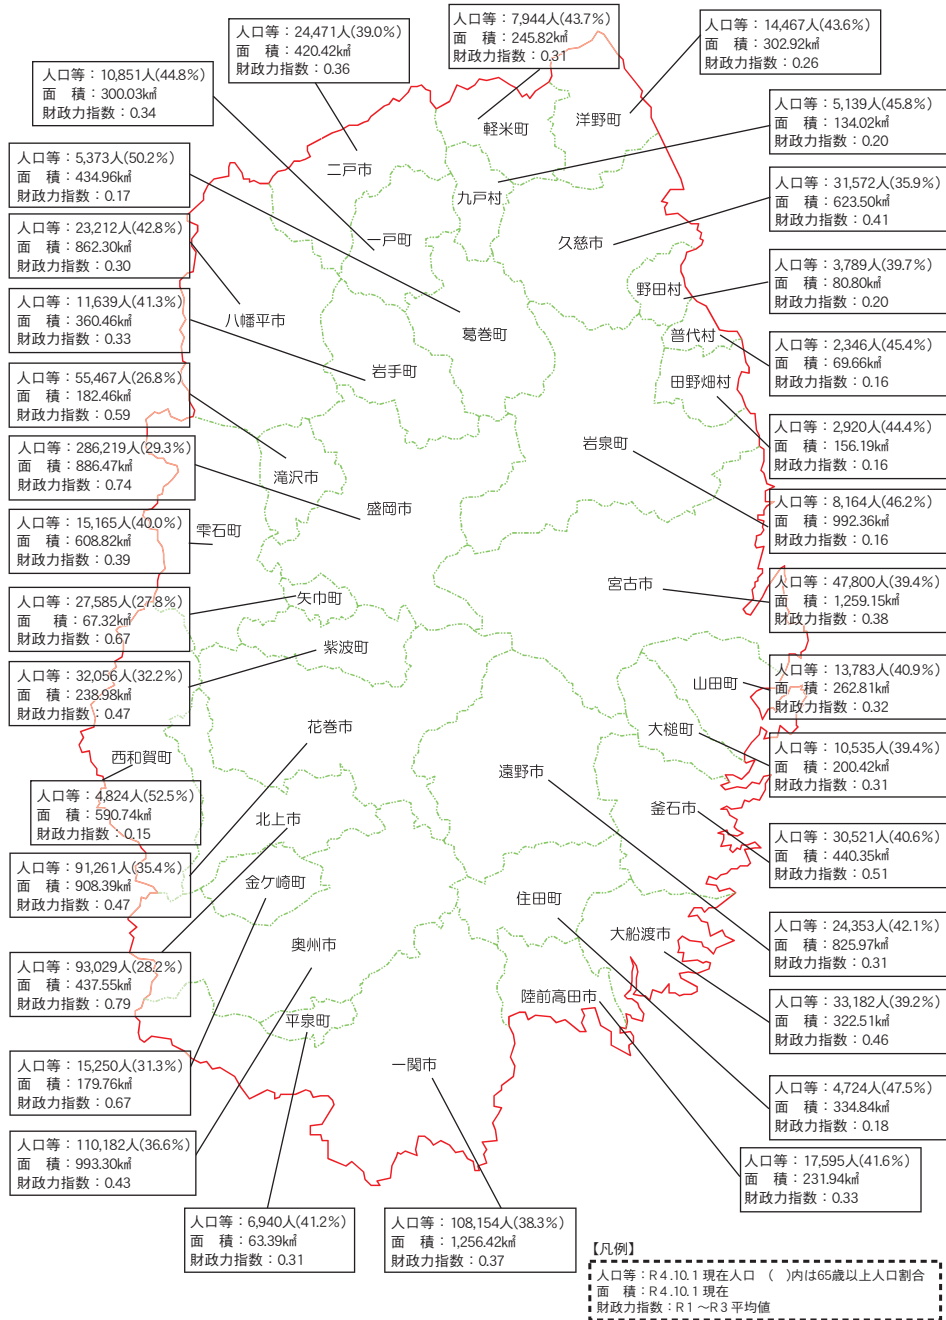 人口等：24,471人(39.0%)
面　積：420.42㎢
財政力指数：0.36
人口等：7,944人(43.7%)
面　積：245.82㎢
財政力指数：0.31
人口等：14,467人(43.6%)
面　積：302.92㎢
財政力指数：0.26
人口等：10,851人(44.8%)
面　積：300.03㎢
財政力指数：0.34
人口等：5,139人(45.8%)
面　積：134.02㎢
財政力指数：0.20
人口等：5,373人(50.2%)
面　積：434.96㎢
財政力指数：0.17
人口等：31,572人(35.9%)
面　積：623.50㎢
財政力指数：0.41
人口等：23,212人(42.8%)
面　積：862.30㎢
財政力指数：0.30
人口等：3,789人(39.7%)
面　積：80.80㎢
財政力指数：0.20
人口等：11,639人(41.3%)
面　積：360.46㎢
財政力指数：0.33
人口等：2,346人(45.4%)
面　積：69.66㎢
財政力指数：0.16
人口等：55,467人(26.8%)
面　積：182.46㎢
財政力指数：0.59
人口等：2,920人(44.4%)
面　積：156.19㎢
財政力指数：0.16
人口等：286,219人(29.3%)
面　積：886.47㎢
財政力指数：0.74
人口等：8,164人(46.2%)
面　積：992.36㎢
財政力指数：0.16
人口等：15,165人(40.0%)
面　積：608.82㎢
財政力指数：0.39
人口等：47,800人(39.4%)
面　積：1,259.15㎢
財政力指数：0.38
人口等：27,585人(27.8%)
面　積：67.32㎢
財政力指数：0.67
人口等：13,783人(40.9%)
面　積：262.81㎢
財政力指数：0.32
人口等：32,056人(32.2%)
面　積：238.98㎢
財政力指数：0.47
人口等：10,535人(39.4%)
面　積：200.42㎢
財政力指数：0.31
人口等：4,824人(52.5%)
面　積：590.74㎢
財政力指数：0.15
人口等：30,521人(40.6%)
面　積：440.35㎢
財政力指数：0.51
人口等：91,261人(35.4%)
面　積：908.39㎢
財政力指数：0.47
人口等：24,353人(42.1%)
面　積：825.97㎢
財政力指数：0.31
人口等：93,029人(28.2%)
面　積：437.55㎢
財政力指数：0.79
人口等：33,182人(39.2%)
面　積：322.51㎢
財政力指数：0.46
人口等：15,250人(31.3%)
面　積：179.76㎢
財政力指数：0.67
人口等：4,724人(47.5%)
面　積：334.84㎢
財政力指数：0.18
人口等：110,182人(36.6%)
面　積：993.30㎢
財政力指数：0.43
人口等：17,595人(41.6%)
面　積：231.94㎢
財政力指数：0.33
人口等：6,940人(41.2%)
面　積：63.39㎢
財政力指数：0.31
人口等：108,154人(38.3%)
面　積：1,256.42㎢
財政力指数：0.37
軽米町
洋野町
二戸市
九戸村
一戸町
久慈市
野田村
八幡平市
葛巻町
普代村
岩手町
田野畑村
岩泉町
滝沢市
盛岡市
雫石町
宮古市
矢巾町
紫波町
山田町
花巻市
大槌町
西和賀町
遠野市
釜石市
北上市
金ケ崎町
住田町
大船渡市
奥州市
陸前高田市
平泉町
一関市
【凡例】
人口等：R4.10.1現在人口　(　)内は65歳以上人口割合
面　積：R4.10.1現在
財政力指数：R1～R3平均値